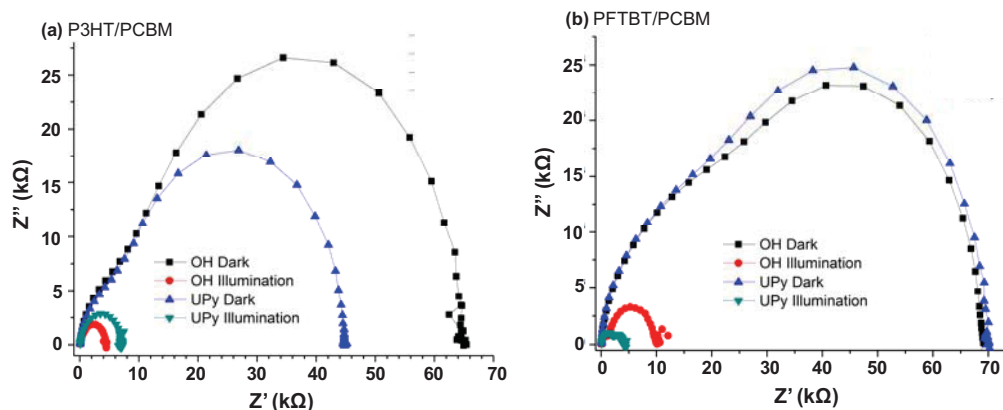 (a) P3HT/PCBM
Z'' (kΩ)
25
20
15
10
5
0
OH Dark
OH Illumination
UPy Dark
UPy Illumination
0 10 20 30 40 50 60 70
Z' (kΩ)
(b) PFTBT/PCBM
Z'' (kΩ)
25
20
15
10
5
0
OH Dark
OH Illumination
UPy Dark
UPy Illumination
0 10 20 30 40 50 60 70
Z' (kΩ)